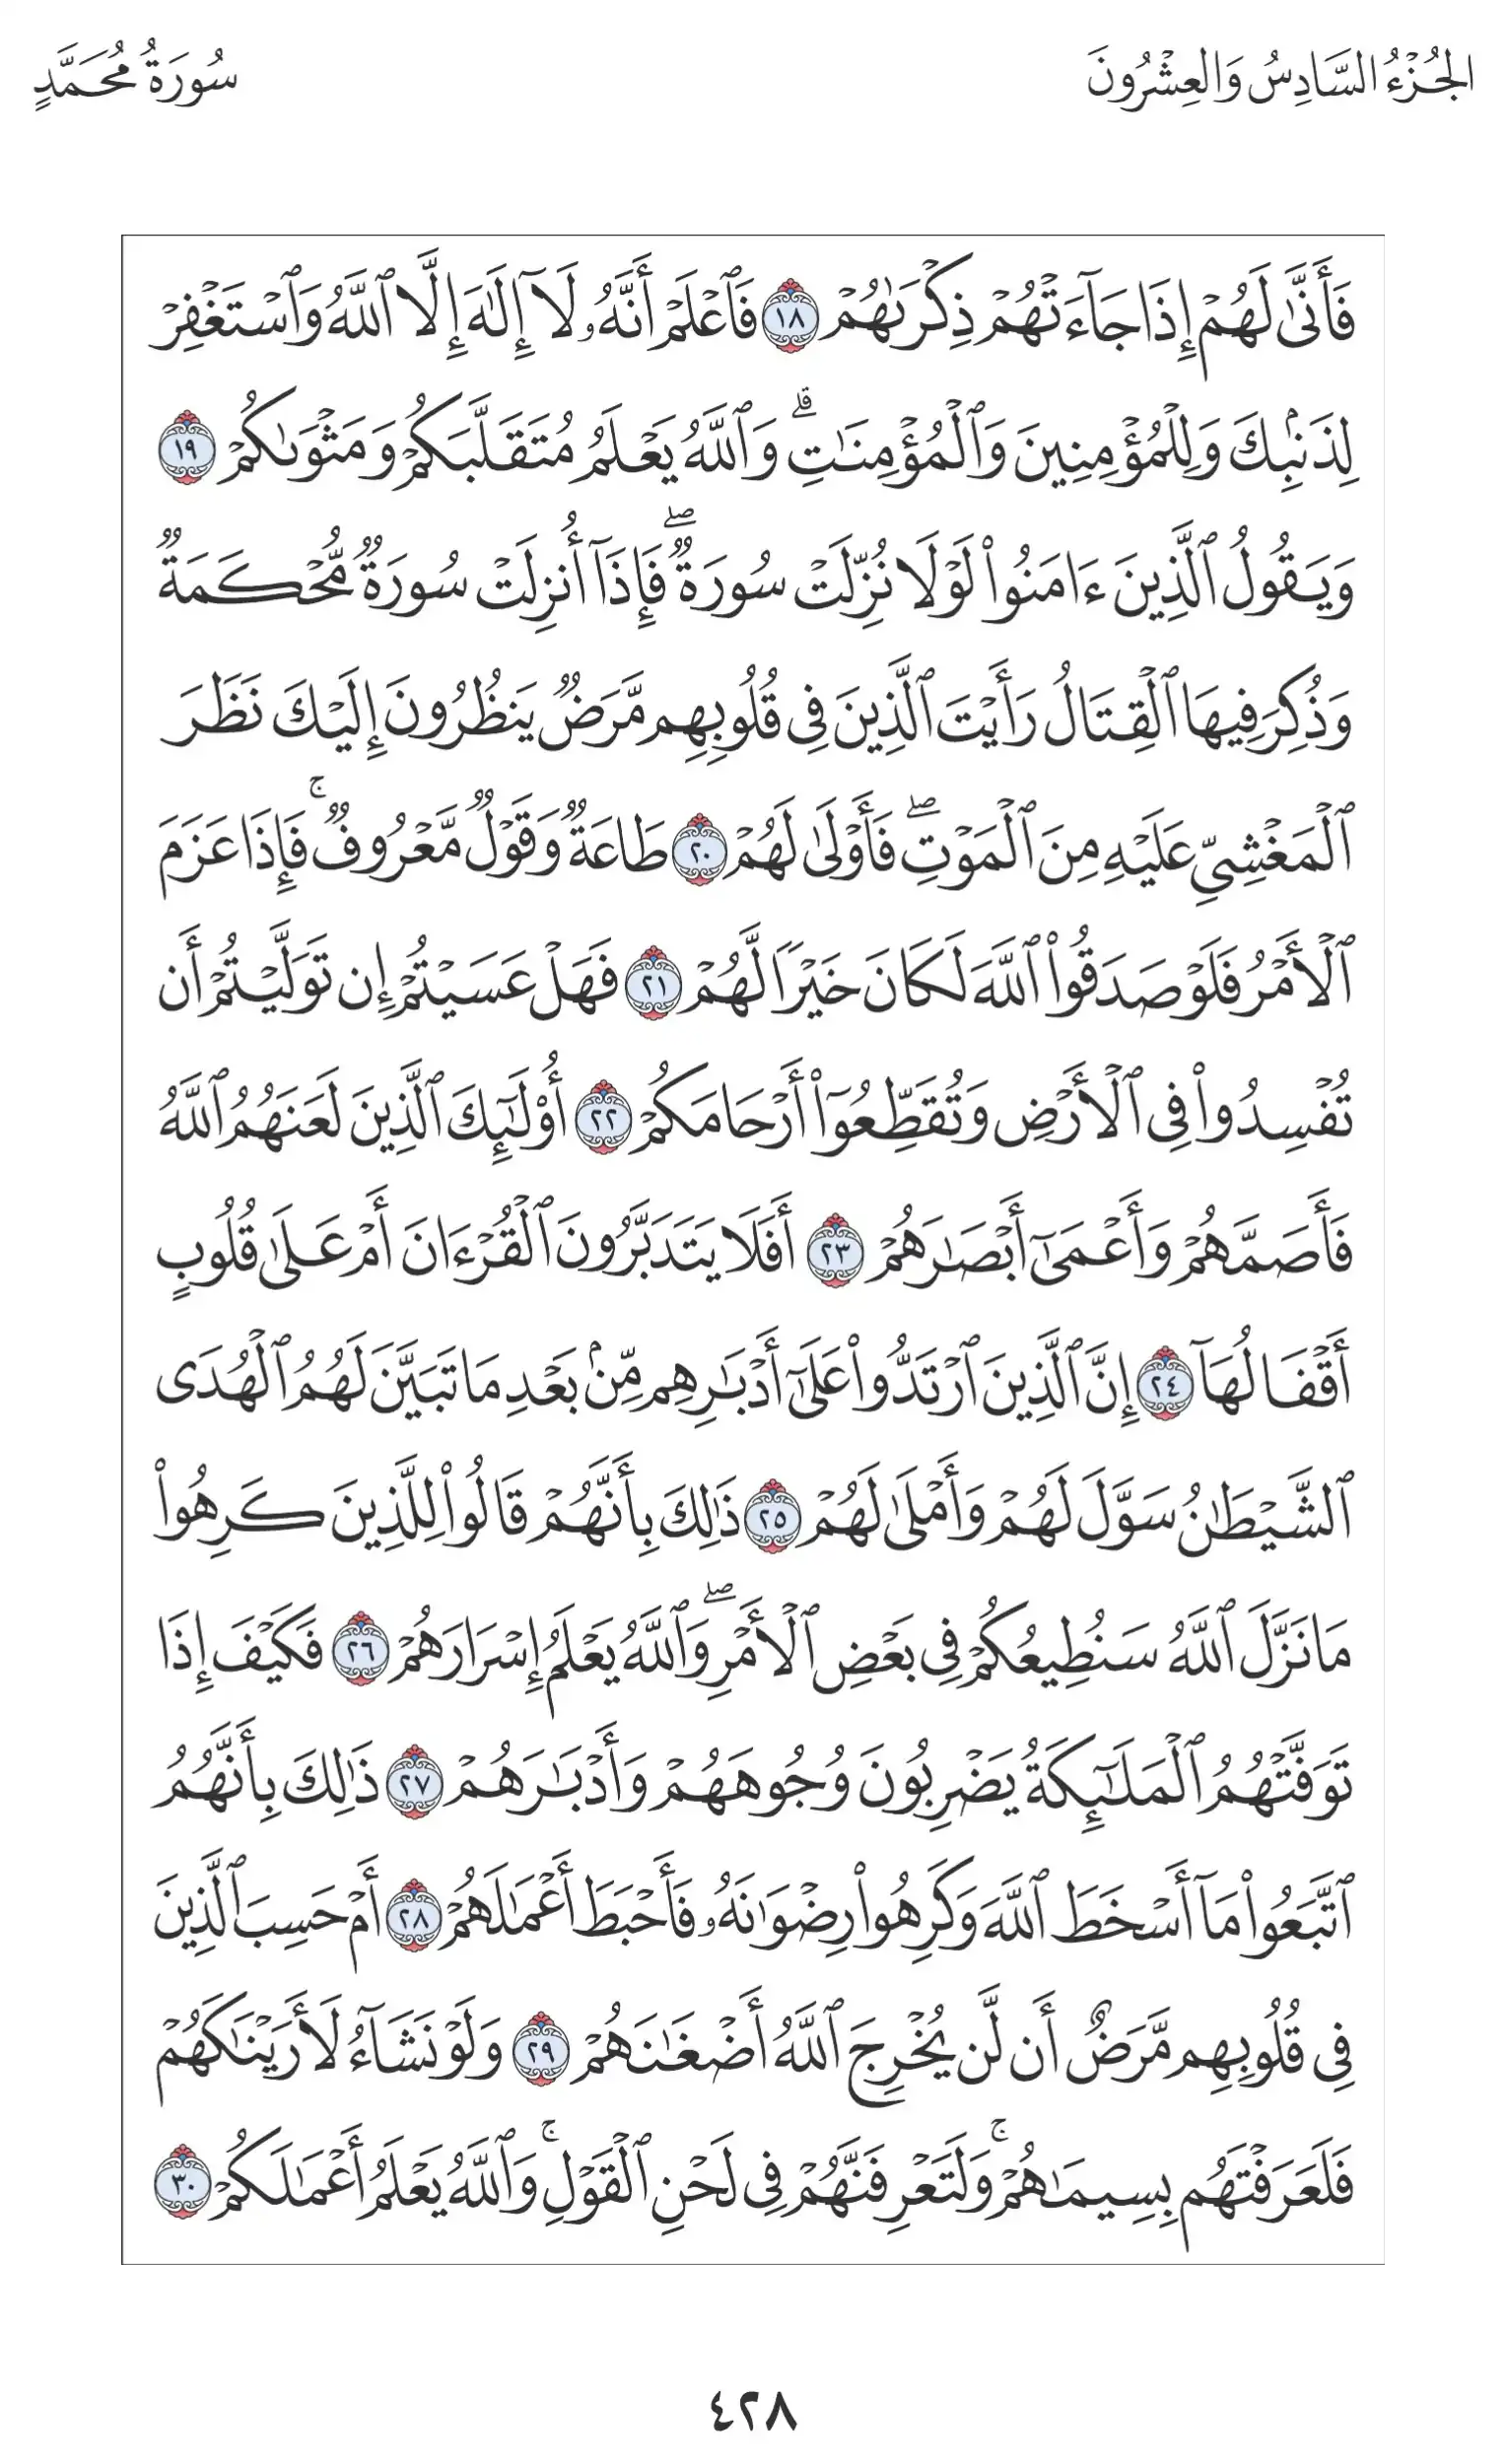 الجُزْءُ السَّادِسُ وَالعِشْرُونَ
سُورَةُ مُحَمَّدٍ
فَأَنَّىٰ لَهُمۡ إِذَا جَآءَتۡهُمۡ ذِكۡرَىٰهُمۡ ١٨ فَٱعۡلَمۡ أَنَّهُۥ لَآ إِلَٰهَ إِلَّا ٱللَّهُ وَٱسۡتَغۡفِرۡ
لِذَنۢبِكَ وَلِلۡمُؤۡمِنِينَ وَٱلۡمُؤۡمِنَٰتِۗ وَٱللَّهُ يَعۡلَمُ مُتَقَلَّبَكُمۡ وَمَثۡوَىٰكُمۡ ١٩
وَيَقُولُ ٱلَّذِينَ ءَامَنُواْ لَوۡلَا نُزِّلَتۡ سُورَةٞۖ فَإِذَآ أُنزِلَتۡ سُورَةٞ مُّحۡكَمَةٞ
وَذُكِرَ فِيهَا ٱلۡقِتَالُ رَأَيۡتَ ٱلَّذِينَ فِي قُلُوبِهِم مَّرَضٞ يَنظُرُونَ إِلَيۡكَ نَظَرَ
ٱلۡمَغۡشِيِّ عَلَيۡهِ مِنَ ٱلۡمَوۡتِۖ فَأَوۡلَىٰ لَهُمۡ ٢٠ طَاعَةٞ وَقَوۡلٞ مَّعۡرُوفٞۚ فَإِذَا عَزَمَ
ٱلۡأَمۡرُ فَلَوۡ صَدَقُواْ ٱللَّهَ لَكَانَ خَيۡرٗا لَّهُمۡ ٢١ فَهَلۡ عَسَيۡتُمۡ إِن تَوَلَّيۡتُمۡ أَن
تُفۡسِدُواْ فِي ٱلۡأَرۡضِ وَتُقَطِّعُوٓاْ أَرۡحَامَكُمۡ ٢٢ أُوْلَٰٓئِكَ ٱلَّذِينَ لَعَنَهُمُ ٱللَّهُ
فَأَصَمَّهُمۡ وَأَعۡمَىٰٓ أَبۡصَٰرَهُمۡ ٢٣ أَفَلَا يَتَدَبَّرُونَ ٱلۡقُرۡءَانَ أَمۡ عَلَىٰ قُلُوبٍ
أَقۡفَالُهَآ ٢٤ إِنَّ ٱلَّذِينَ ٱرۡتَدُّواْ عَلَىٰٓ أَدۡبَٰرِهِم مِّنۢ بَعۡدِ مَا تَبَيَّنَ لَهُمُ ٱلۡهُدَى
ٱلشَّيۡطَٰنُ سَوَّلَ لَهُمۡ وَأَمۡلَىٰ لَهُمۡ ٢٥ ذَٰلِكَ بِأَنَّهُمۡ قَالُواْ لِلَّذِينَ كَرِهُواْ
مَا نَزَّلَ ٱللَّهُ سَنُطِيعُكُمۡ فِي بَعۡضِ ٱلۡأَمۡرِۖ وَٱللَّهُ يَعۡلَمُ إِسۡرَارَهُمۡ ٢٦ فَكَيۡفَ إِذَا
تَوَفَّتۡهُمُ ٱلۡمَلَٰٓئِكَةُ يَضۡرِبُونَ وُجُوهَهُمۡ وَأَدۡبَٰرَهُمۡ ٢٧ ذَٰلِكَ بِأَنَّهُمُ
ٱتَّبَعُواْ مَآ أَسۡخَطَ ٱللَّهَ وَكَرِهُواْ رِضۡوَٰنَهُۥ فَأَحۡبَطَ أَعۡمَٰلَهُمۡ ٢٨ أَمۡ حَسِبَ ٱلَّذِينَ
فِي قُلُوبِهِم مَّرَضٌ أَن لَّن يُخۡرِجَ ٱللَّهُ أَضۡغَٰنَهُمۡ ٢٩ وَلَوۡ نَشَآءُ لَأَرَيۡنَٰكَهُمۡ
فَلَعَرَفۡتَهُم بِسِيمَٰهُمۡۚ وَلَتَعۡرِفَنَّهُمۡ فِي لَحۡنِ ٱلۡقَوۡلِۚ وَٱللَّهُ يَعۡلَمُ أَعۡمَٰلَكُمۡ ٣٠
٤٢٨